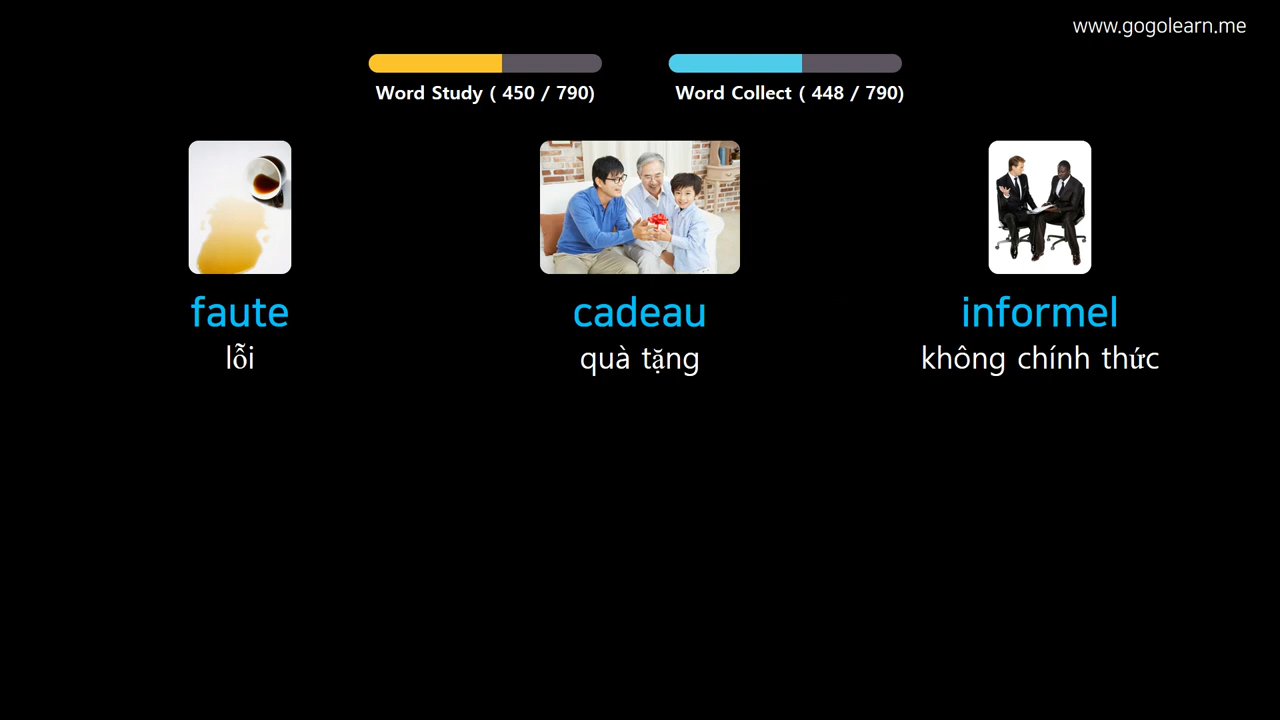 www.gogolearn.me
Word Study ( 450 / 790)
Word Collect ( 448 / 790)
faute
lỗi
cadeau
quà tặng
informel
không chính thức